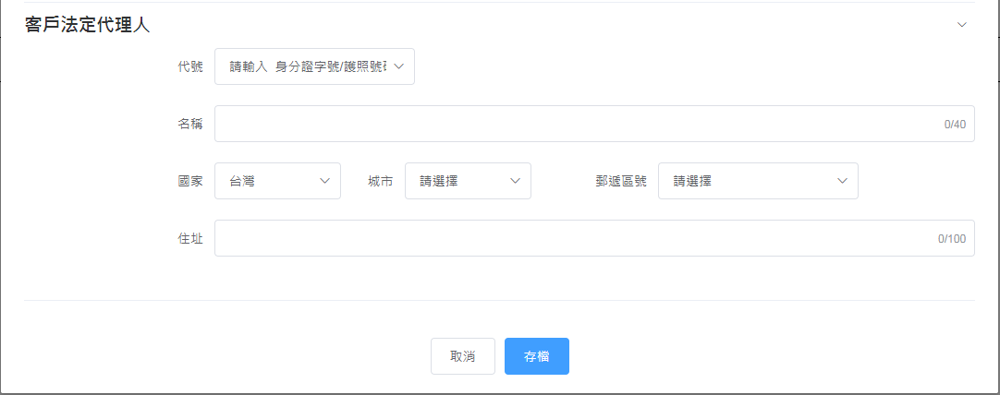 客戶法定代理人
代號 請輸入 身分證字號/護照號
名稱 0/40
國家 台灣 城市 請選擇 郵遞區號 請選擇
住址 0/100
取消 存檔